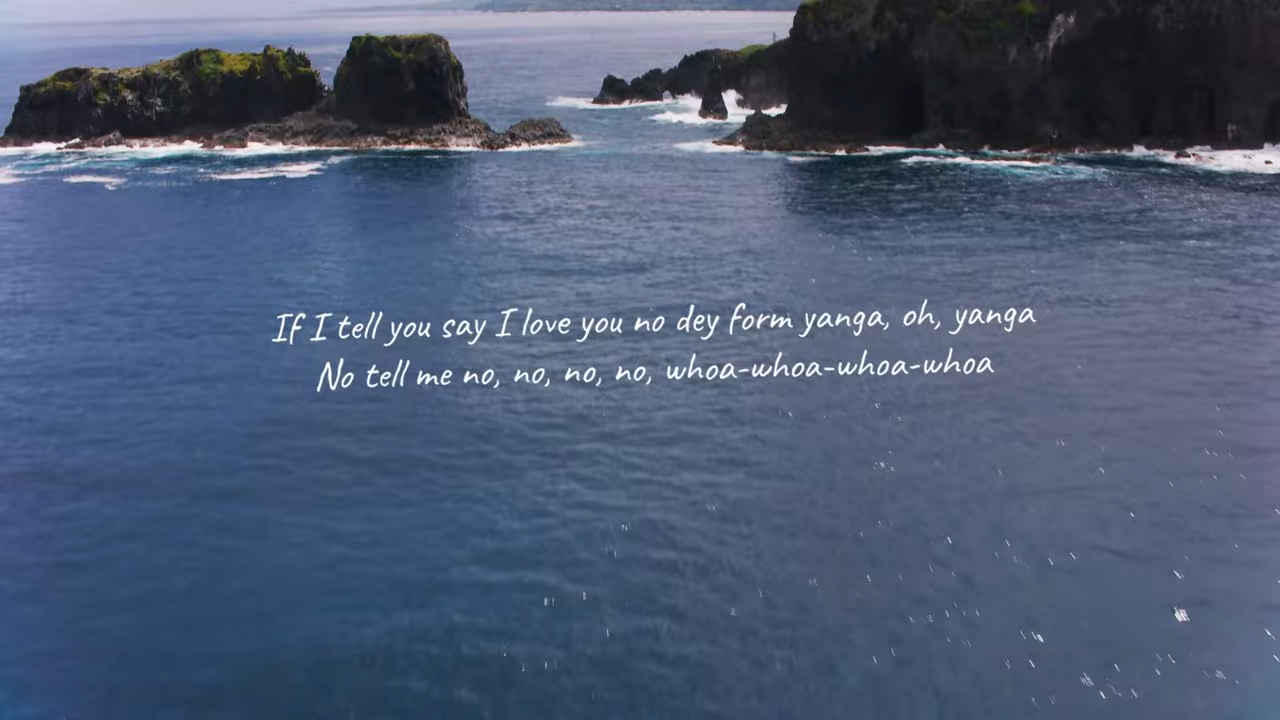 If I tell you say I love you no dey form yanga, oh, yanga
No tell me no, no, no, no, whoa-whoa-whoa-whoa